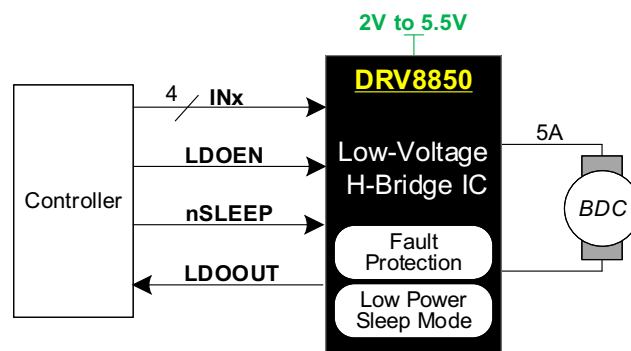 2V to 5.5V
DRV8850
4
INx
LDOEN
Low-Voltage
H-Bridge IC
5A
Controller
nSLEEP
BDC
Fault
Protection
LDOOUT
Low Power
Sleep Mode